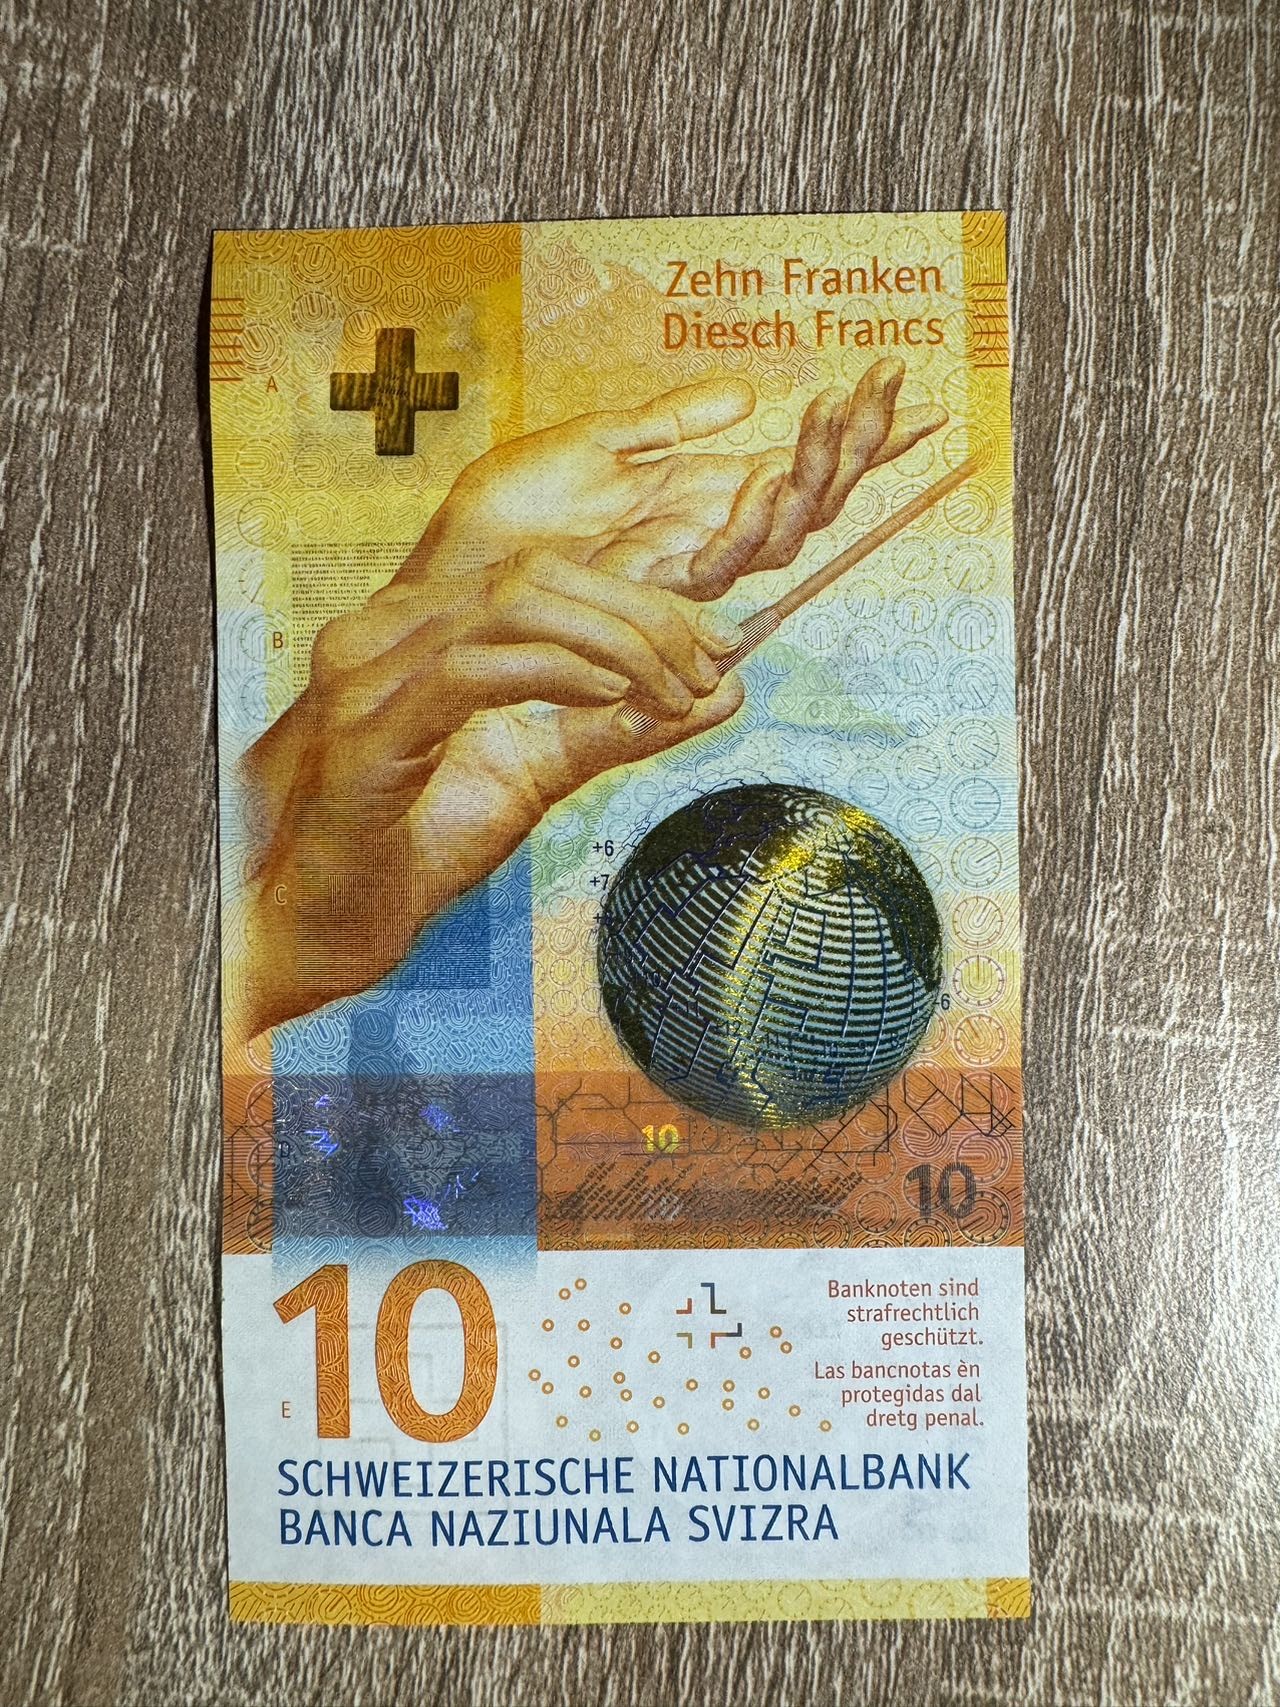 Zehn Franken
Diesch Francs
A
B
C
+6
+7
-6
D
10
10
10
E
Banknoten sind
strafrechtlich
geschützt.
Las bancnotas èn
protegidas dal
dretg penal.
SCHWEIZERISCHE NATIONALBANK
BANCA NAZIUNALA SVIZRA